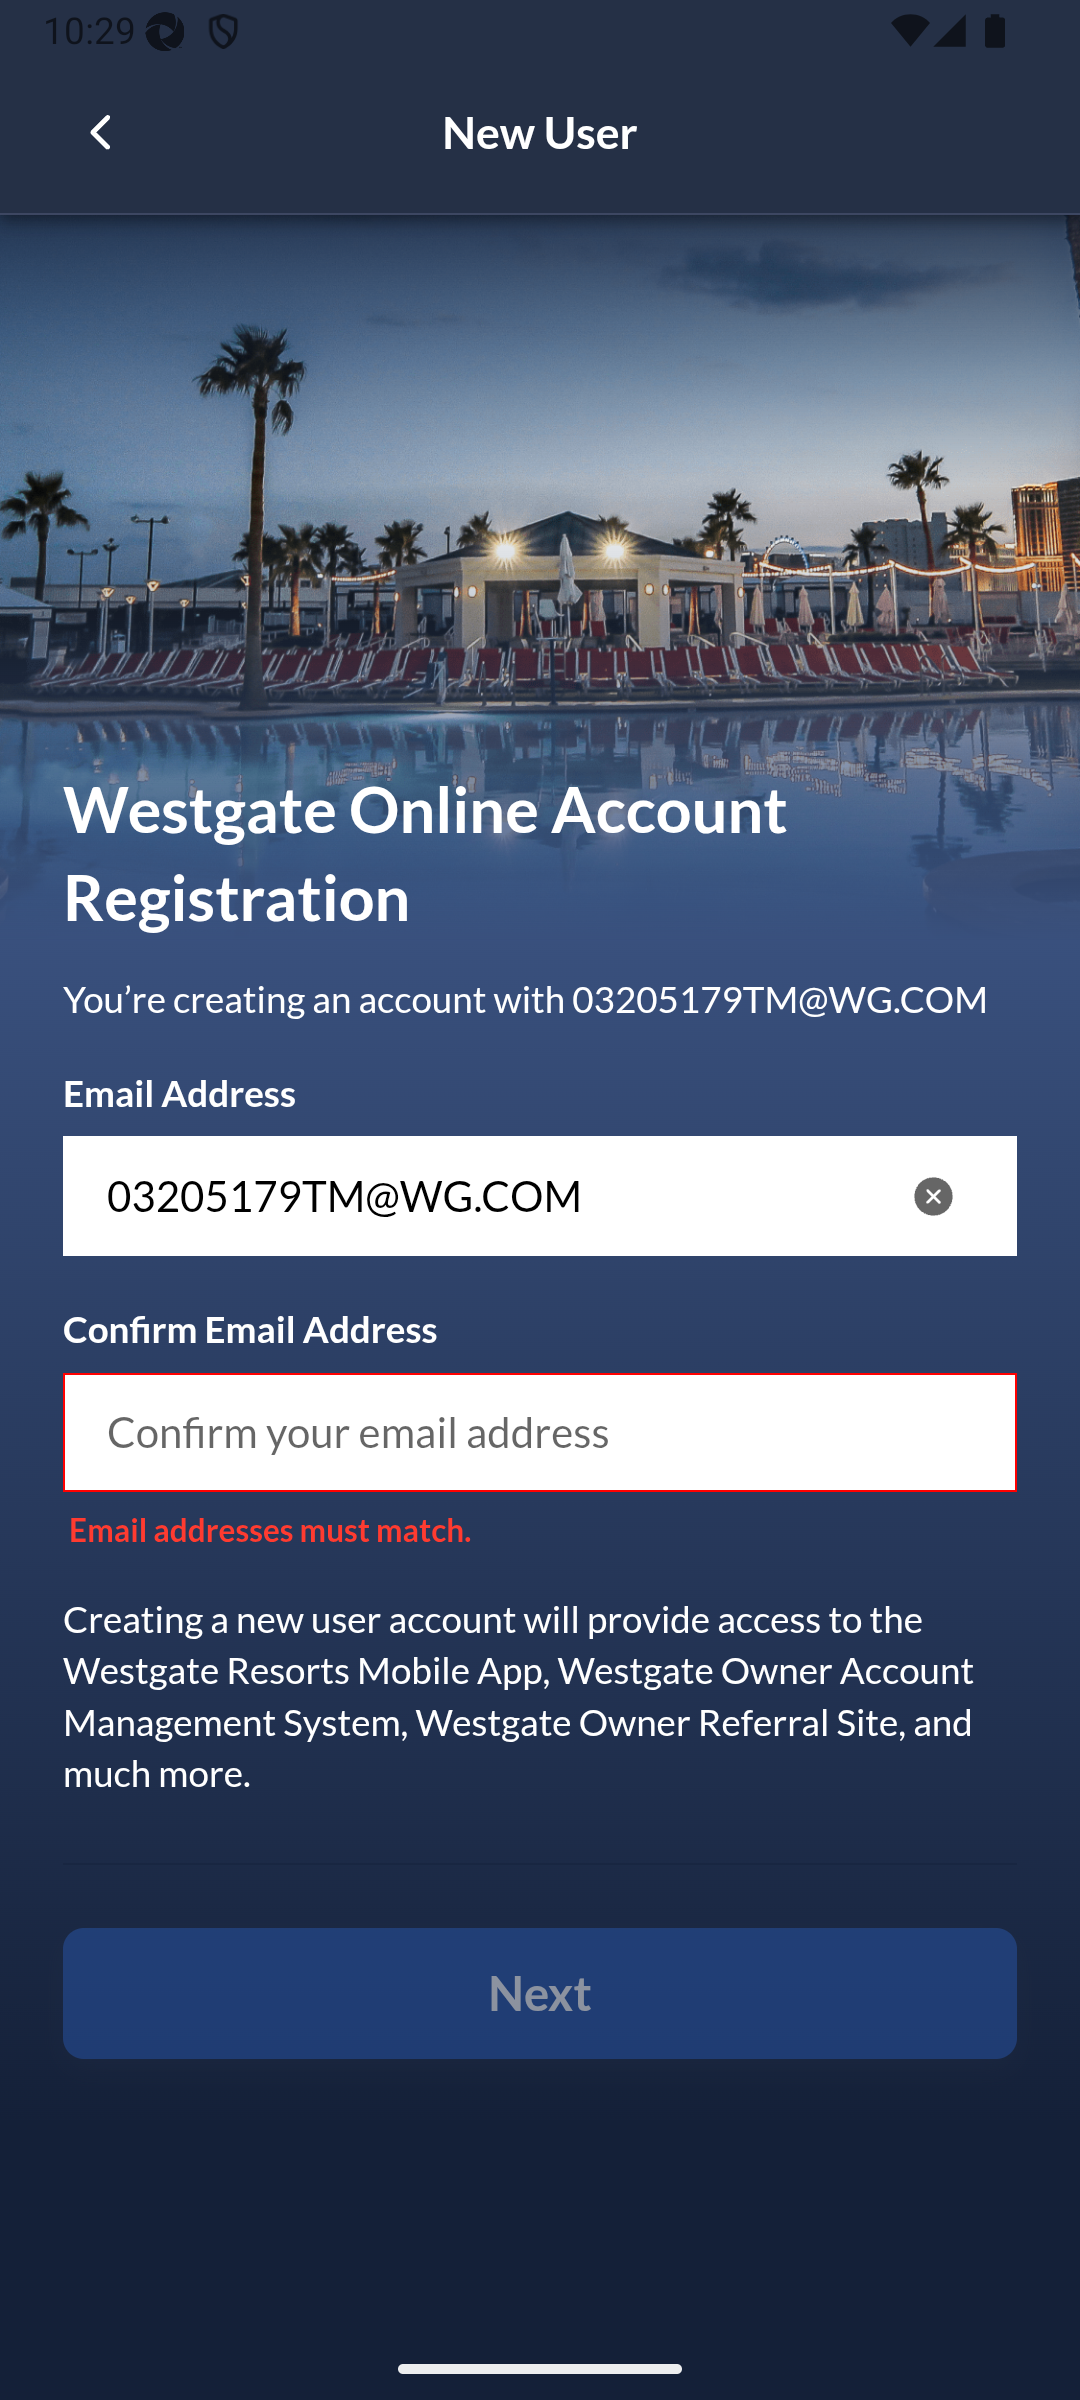 10:29
New User
Westgate Online Account
Registration
You’re creating an account with 03205179TM@WG.COM
Email Address
03205179TM@WG.COM
Confirm Email Address
Confirm your email address
Email addresses must match.
Creating a new user account will provide access to the
Westgate Resorts Mobile App, Westgate Owner Account
Management System, Westgate Owner Referral Site, and
much more.
Next